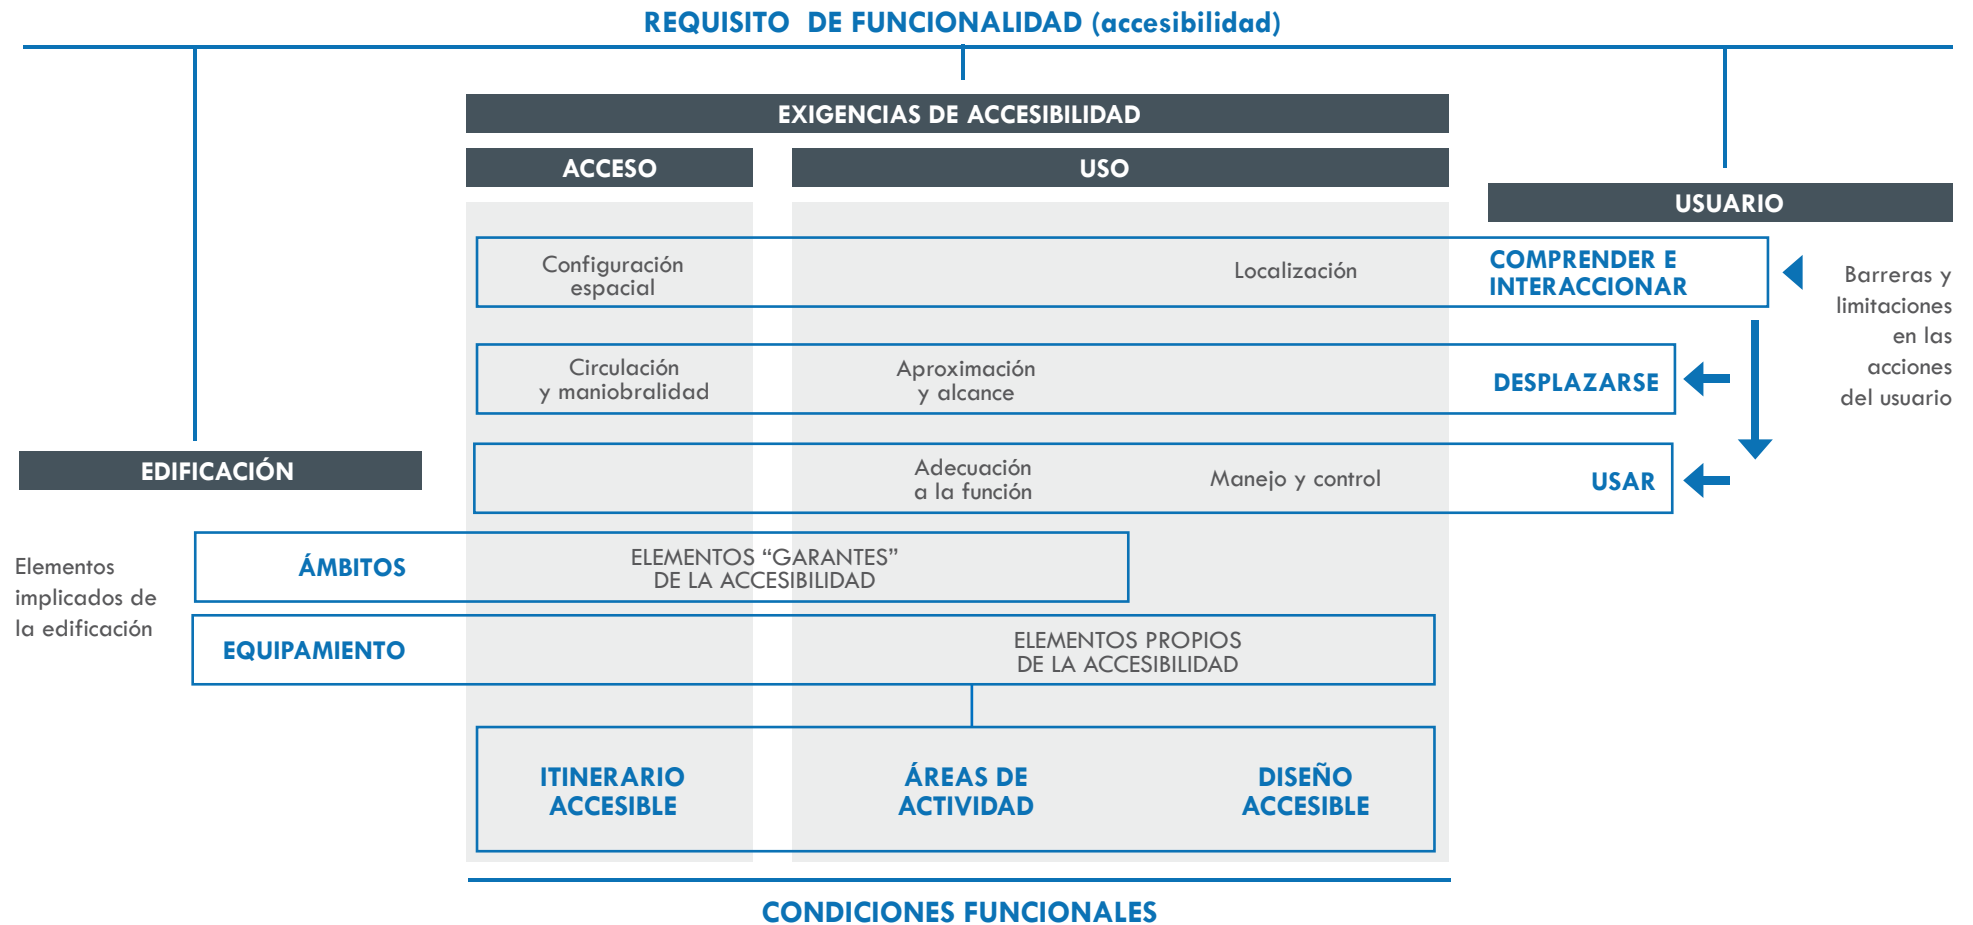 REQUISITO DE FUNCIONALIDAD (accesibilidad)
EXIGENCIAS DE ACCESIBILIDAD
ACCESO
USO
USUARIO
Configuración
espacial
Localización
COMPRENDER E
INTERACCIONAR
Barreras y
limitaciones
en las
acciones
del usuario
Circulación
y maniobralidad
Aproximación
y alcance
DESPLAZARSE
EDIFICACIÓN
Adecuación
a la función
Manejo y control
USAR
Elementos
implicados de
la edificación
ÁMBITOS
ELEMENTOS “GARANTES”
DE LA ACCESIBILIDAD
EQUIPAMIENTO
ELEMENTOS PROPIOS
DE LA ACCESIBILIDAD
ITINERARIO
ACCESIBLE
ÁREAS DE
ACTIVIDAD
DISEÑO
ACCESIBLE
CONDICIONES FUNCIONALES